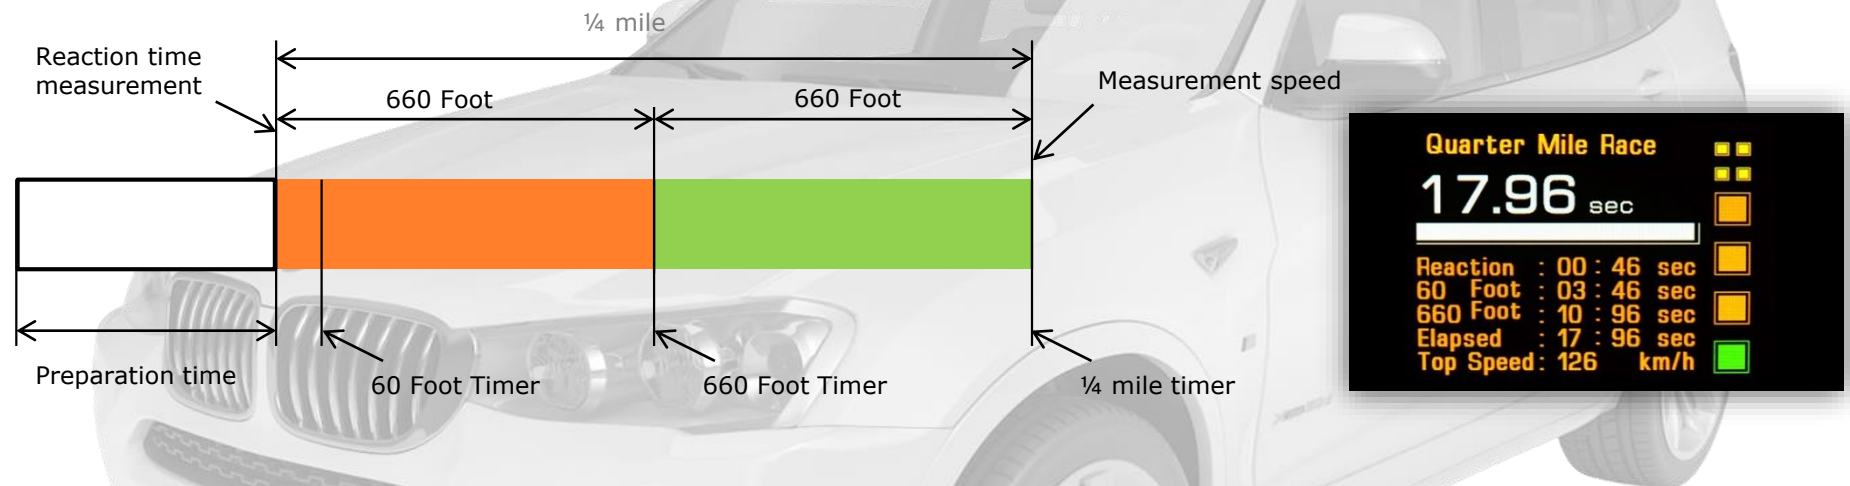 ¼ mile
Reaction time
measurement
660 Foot
660 Foot
Measurement speed
Preparation time
60 Foot Timer
660 Foot Timer
¼ mile timer
Quarter Mile Race
17.96 sec
Reaction : 00 : 46 sec
60 Foot : 03 : 46 sec
660 Foot : 10 : 96 sec
Elapsed : 17 : 96 sec
Top Speed : 126 km/h